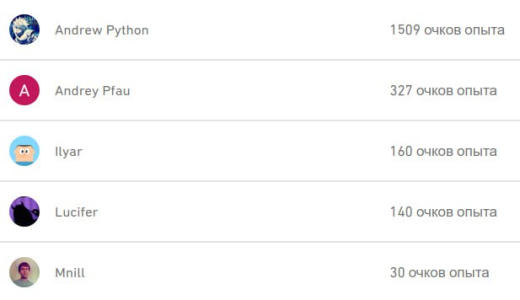 Andrew Python 1509 очков опыта
A Andrey Pfau 327 очков опыта
Ilyar 160 очков опыта
Lucifer 140 очков опыта
Mnill 30 очков опыта